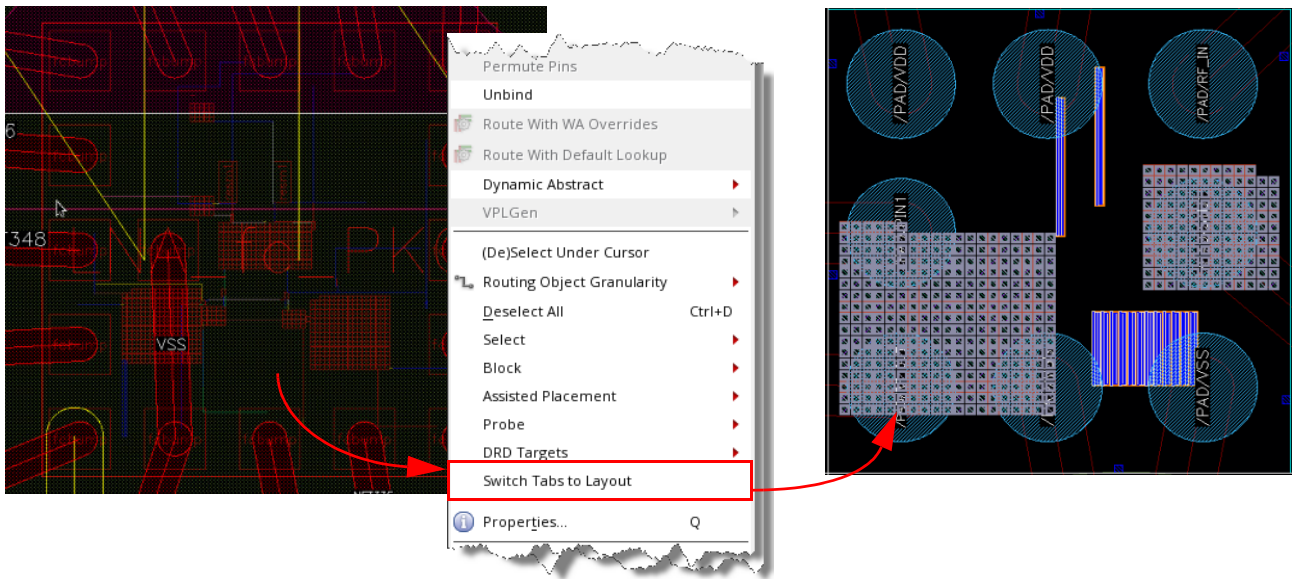 6
T348
N
P K
VSS
Permute Pins
Unbind
Route With WA Overrides
Route With Default Lookup
Dynamic Abstract
VPLGen
(De)Select Under Cursor
Routing Object Granularity
Deselect All Ctrl+D
Select
Block
Assisted Placement
Probe
DRD Targets
Switch Tabs to Layout
Properties... Q
/PAD/VDD
/PAD/VDD
/PAD/RF_IN
PIN1
/PAD/VSS